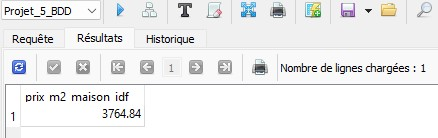 Projet_5_BDD
Requête Résultats Historique
1 Nombre de lignes chargées : 1
prix m2 maison idf
1 3764.84